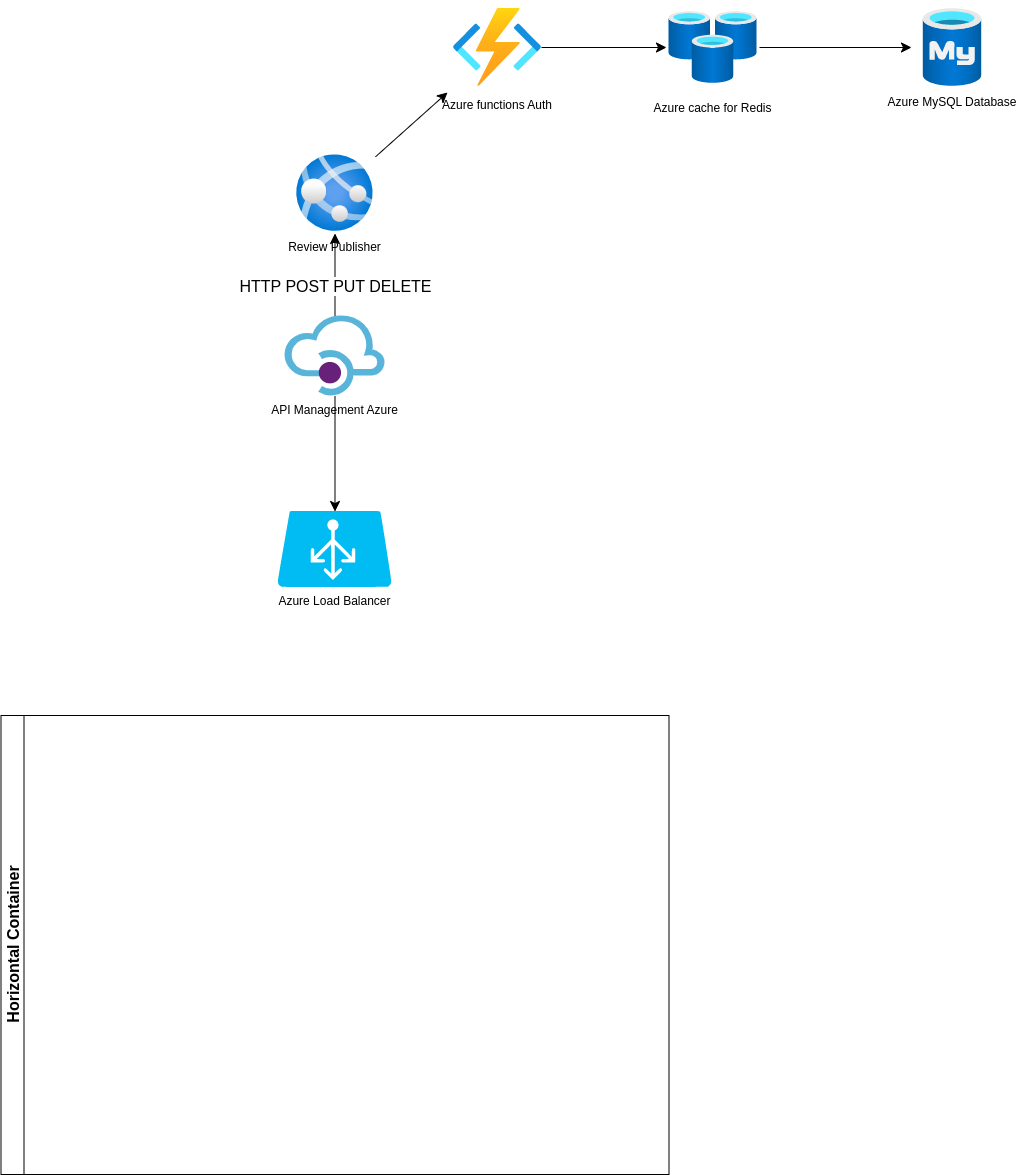 Azure functions Auth
Azure cache for Redis
My
Azure MySQL Database
Review Publisher
HTTP POST PUT DELETE
API Management Azure
Azure Load Balancer
Horizontal Container